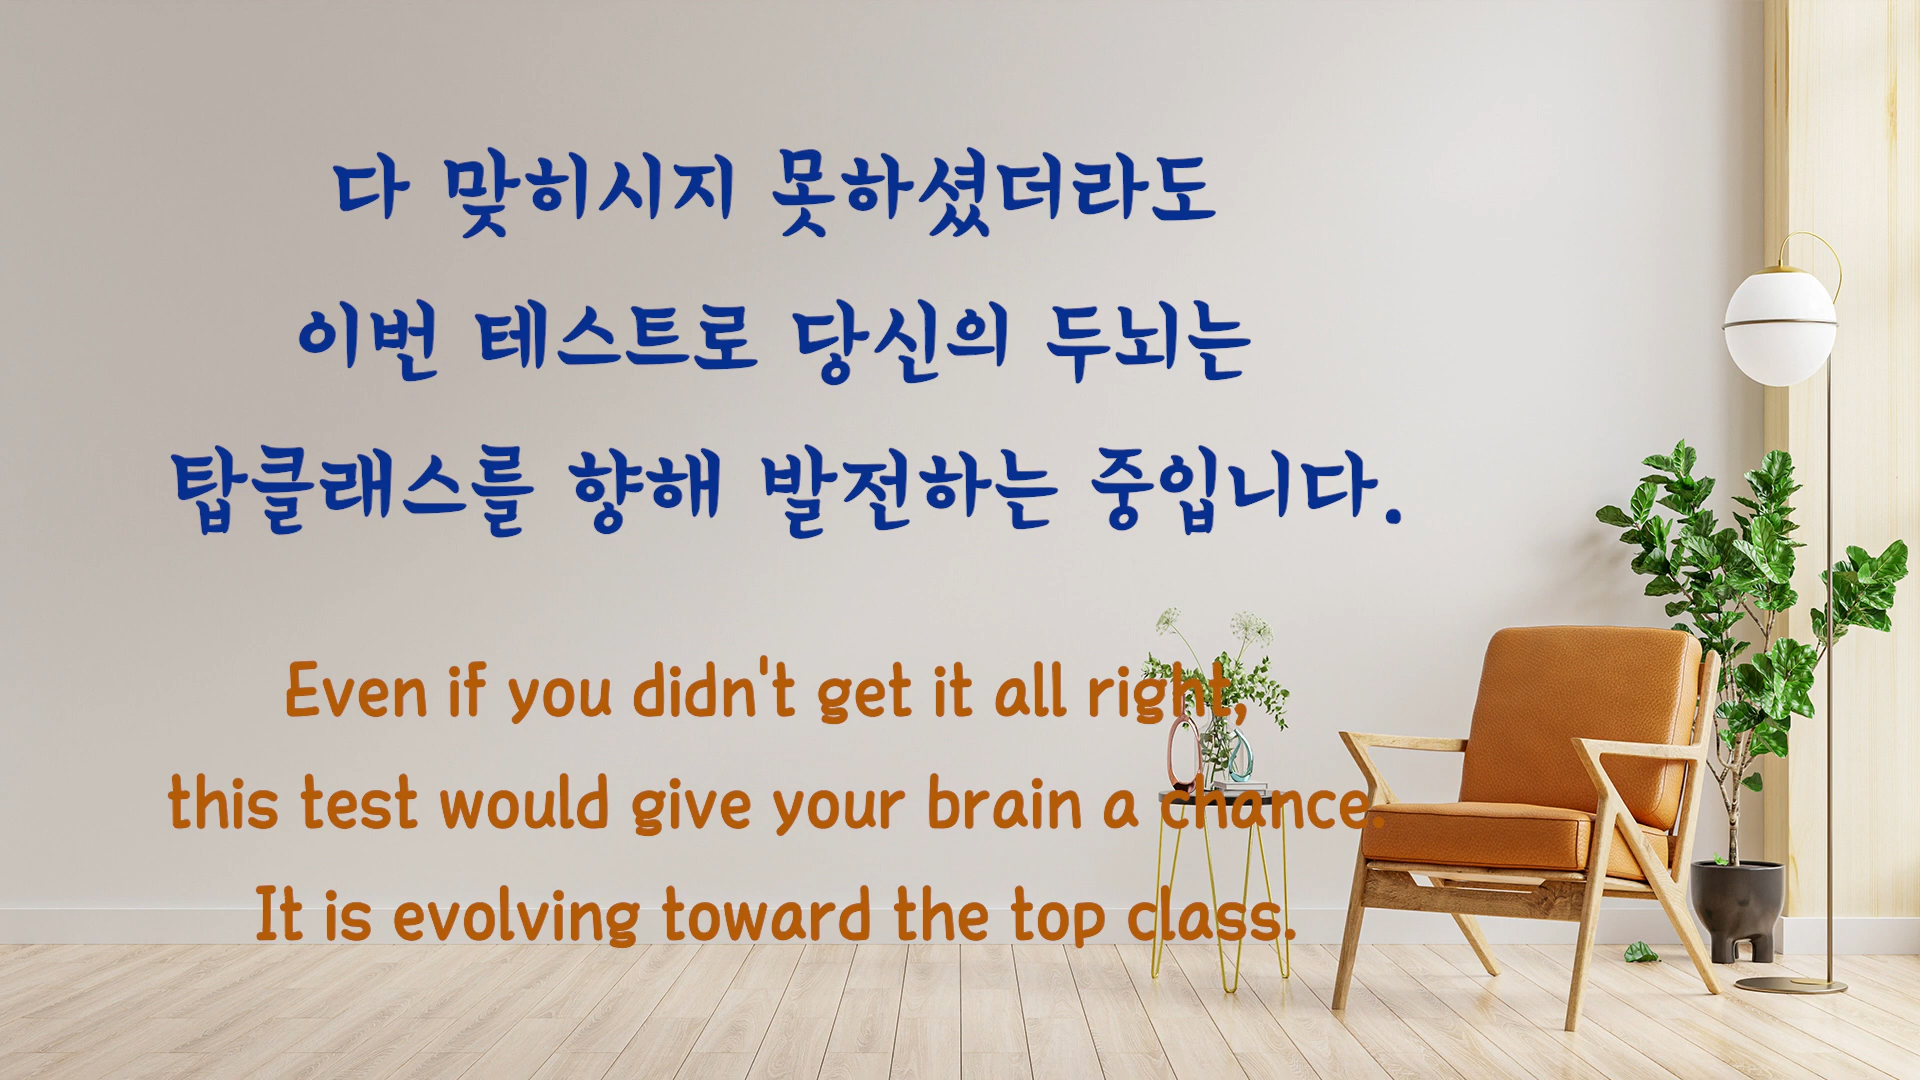 다 맞히시지 못하셨더라도
이번 테스트로 당신의 두뇌는
탑클래스를 향해 발전하는 중입니다.
Even if you didn't get it all right,
this test would give your brain a chance.
It is evolving toward the top class.